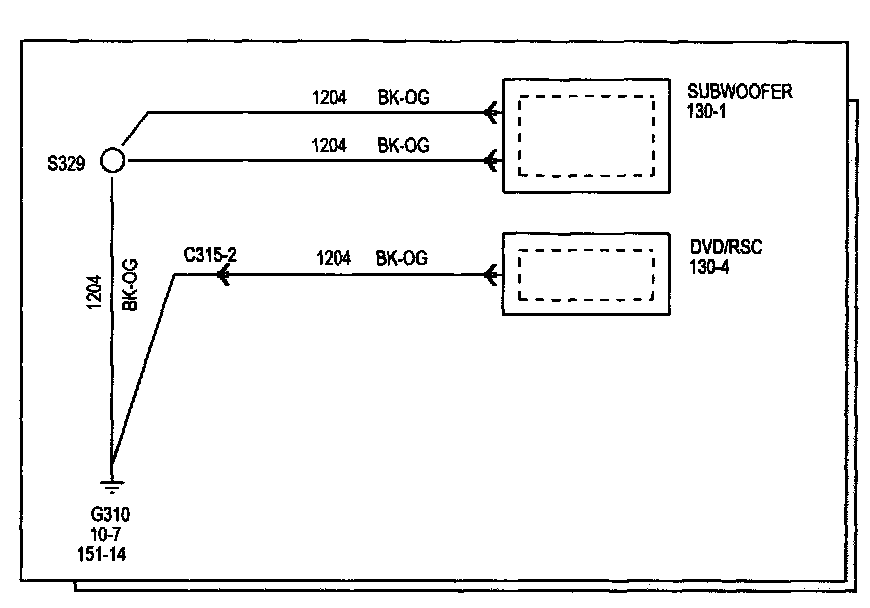 1204 BK-OG
SUBWOOFER
130-1
1204 BK-OG
S329
C315-2
1204 BK-OG
DVD/RSC
130-4
1204
BK-OG
G310
10-7
151-14